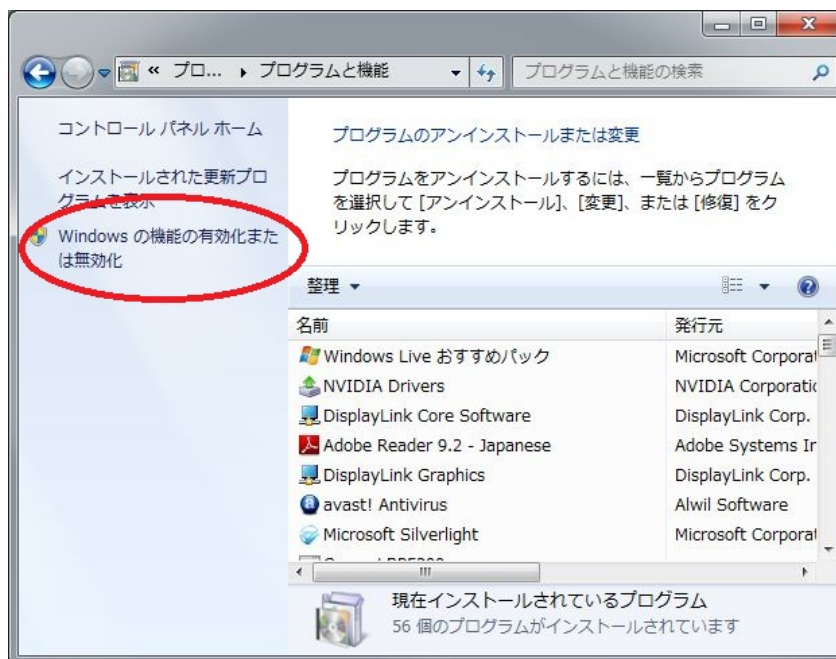 « プロ... ▸ プログラムと機能
プログラムと機能の検索
コントロール パネル ホーム
インストールされた更新プロ
グラムを表示
Windows の機能の有効化また
は無効化
プログラムのアンインストールまたは変更
プログラムをアンインストールするには、一覧からプログラム
を選択して [アンインストール]、[変更]、または [修復] をク
リックします。
整理
名前 発行元
Windows Live おすすめパック Microsoft Corporat
NVIDIA Drivers NVIDIA Corporatic
DisplayLink Core Software DisplayLink Corp.
Adobe Reader 9.2 - Japanese Adobe Systems Ir
DisplayLink Graphics DisplayLink Corp.
avast! Antivirus Alwil Software
Microsoft Silverlight Microsoft Corporat
現在インストールされているプログラム
56 個のプログラムがインストールされています